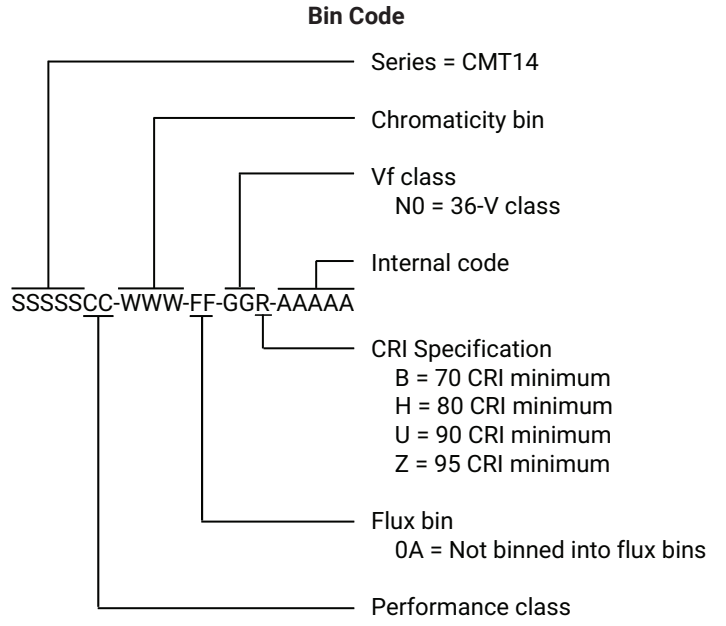 Bin Code
Series = CMT14
Chromaticity bin
Vf class
N0 = 36-V class
Internal code
SSSSSCC-WWW-FF-GGR-AAAAA
CRI Specification
B = 70 CRI minimum
H = 80 CRI minimum
U = 90 CRI minimum
Z = 95 CRI minimum
Flux bin
0A = Not binned into flux bins
Performance class